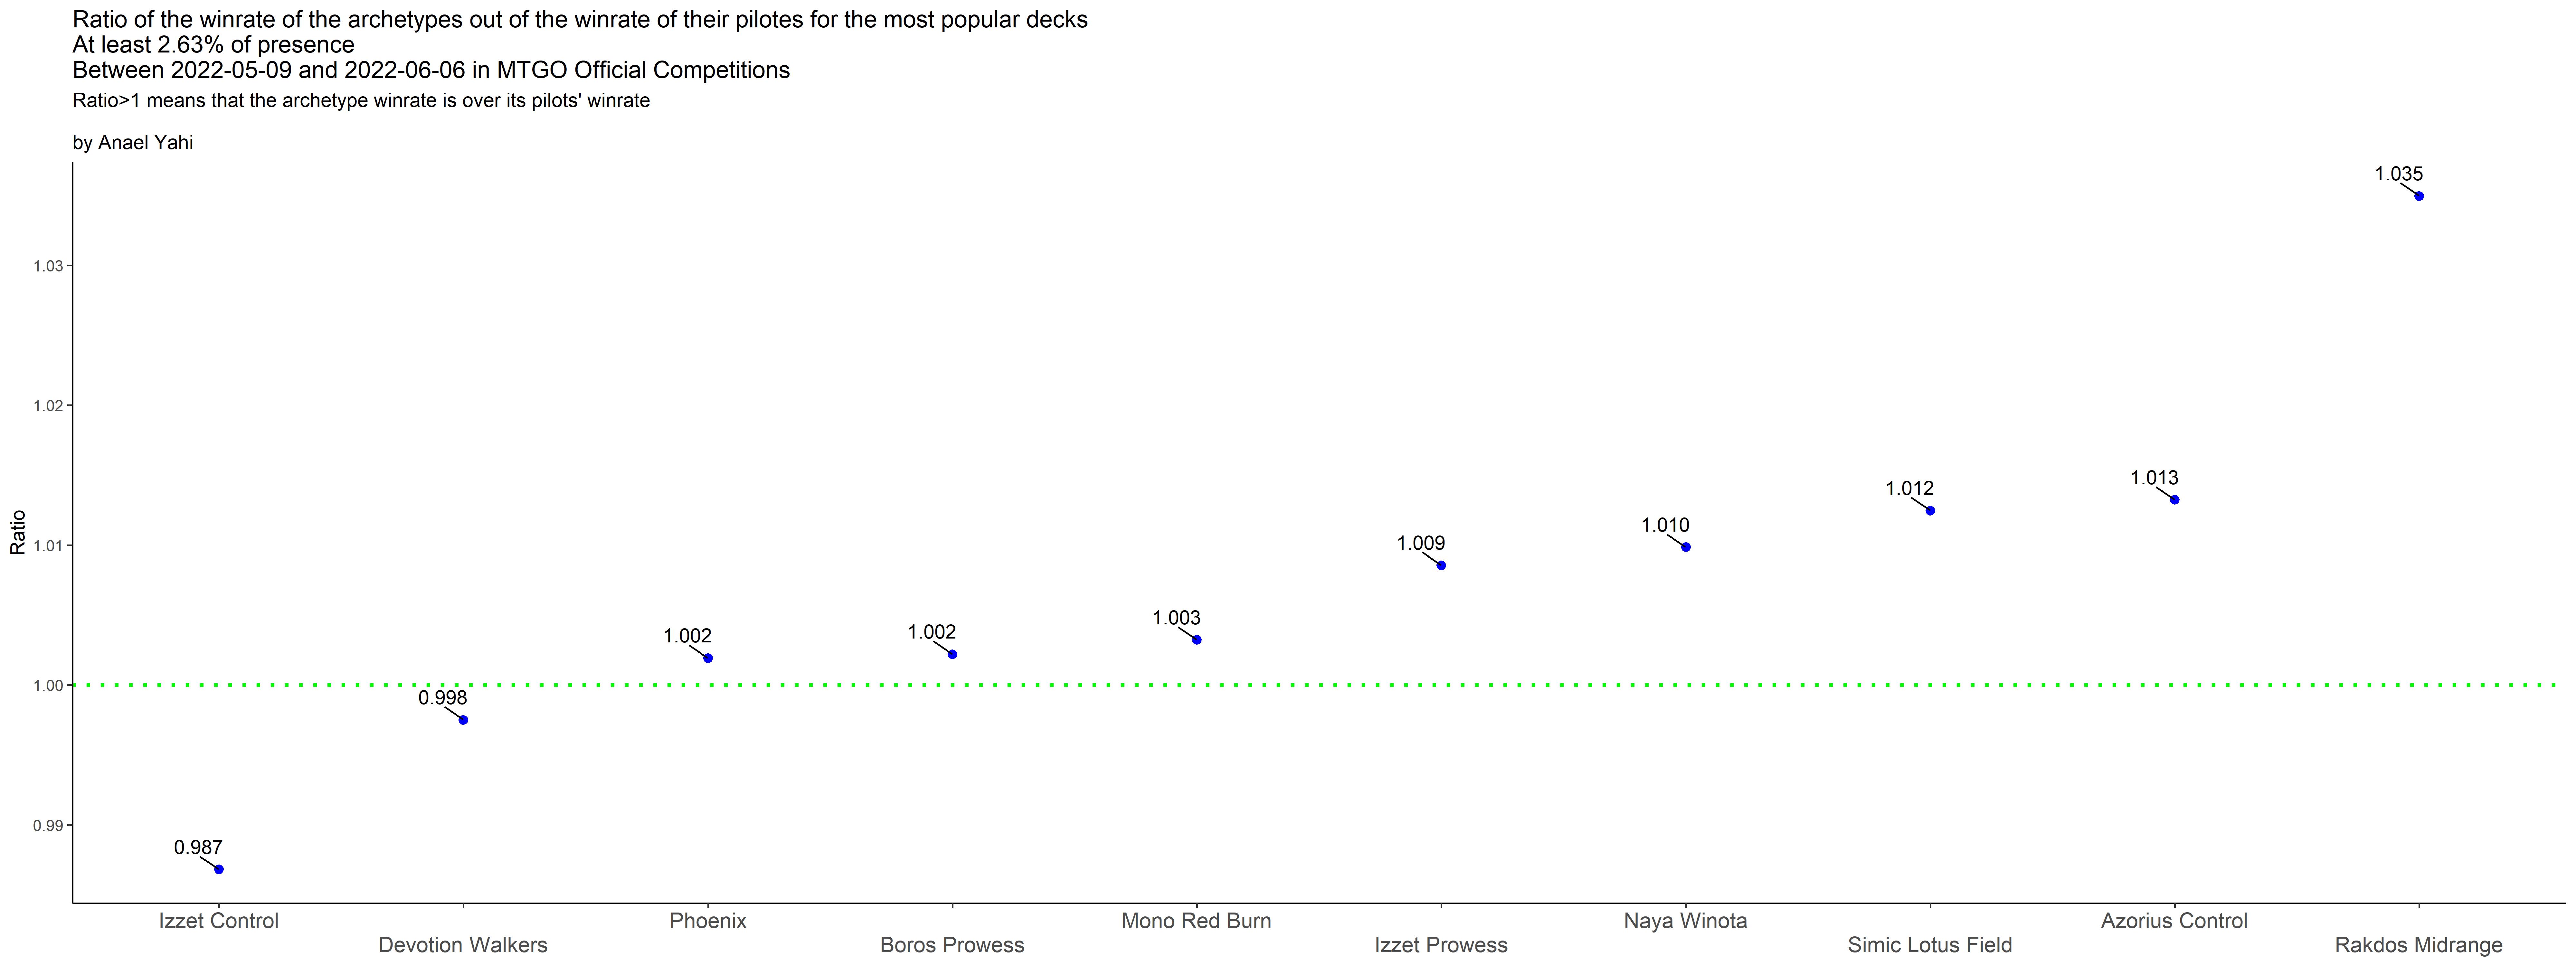 Ratio of the winrate of the archetypes out of the winrate of their pilotes for the most popular decks
At least 2.63% of presence
Between 2022-05-09 and 2022-06-06 in MTGO Official Competitions
Ratio>1 means that the archetype winrate is over its pilots' winrate
by Anael Yahi
1.035
1.03
1.02
1.013
1.012
1.010
1.009
1.01
Ratio
1.003
1.002
1.002
1.00
0.998
0.99
0.987
Izzet Control
Devotion Walkers
Phoenix
Boros Prowess
Mono Red Burn
Izzet Prowess
Naya Winota
Simic Lotus Field
Azorius Control
Rakdos Midrange